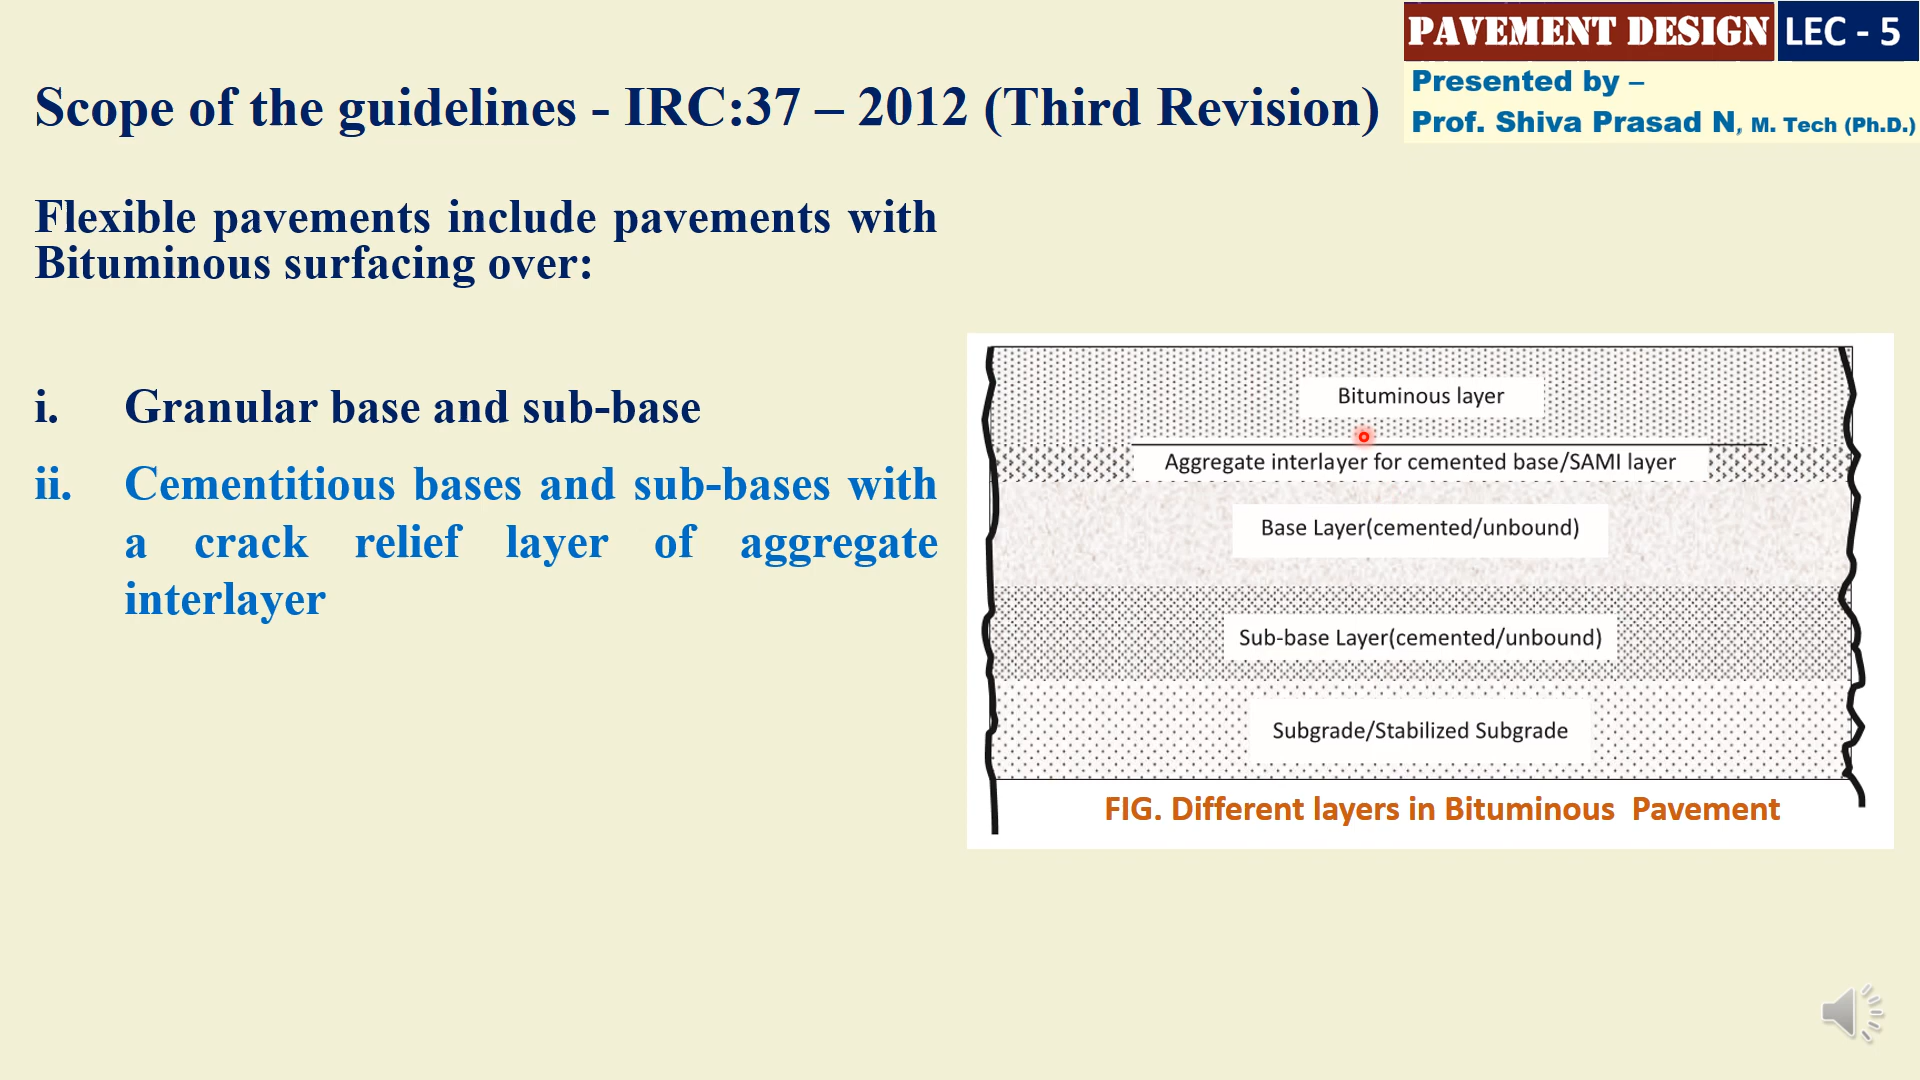 PAVEMENT DESIGN LEC - 5
Presented by –
Prof. Shiva Prasad N, M. Tech (Ph.D.)
Scope of the guidelines - IRC:37 – 2012 (Third Revision)
Flexible pavements include pavements with
Bituminous surfacing over:
i. Granular base and sub-base
ii. Cementitious bases and sub-bases with
a crack relief layer of aggregate
interlayer
Bituminous layer
Aggregate interlayer for cemented base/SAMI layer
Base Layer(cemented/unbound)
Sub-base Layer(cemented/unbound)
Subgrade/Stabilized Subgrade
FIG. Different layers in Bituminous Pavement